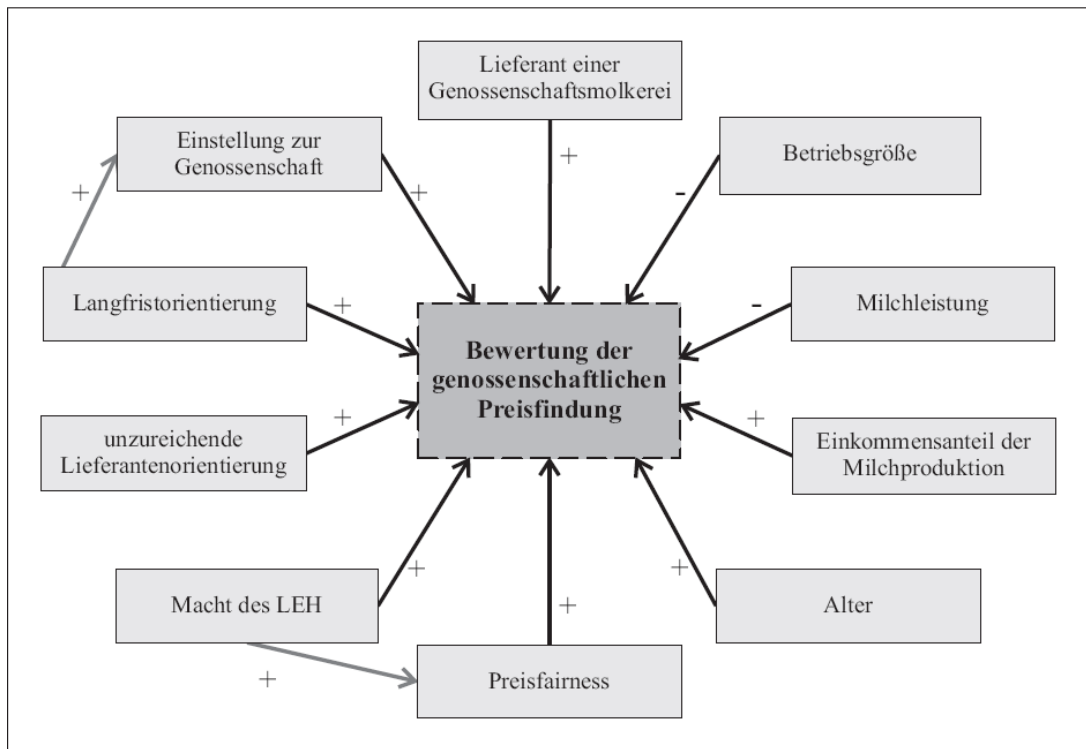 Lieferant einer
Genossenschaftsmolkerei
Einstellung zur
Genossenschaft
Betriebsgröße
+
+
+
-
Langfristorientierung
+
-
Milchleistung
Bewertung der
genossenschaftlichen
Preisfindung
unzureichende
Lieferantenorientierung
+
+
Einkommensanteil der
Milchproduktion
Macht des LEH
+
+
+
Alter
+
Preisfairness